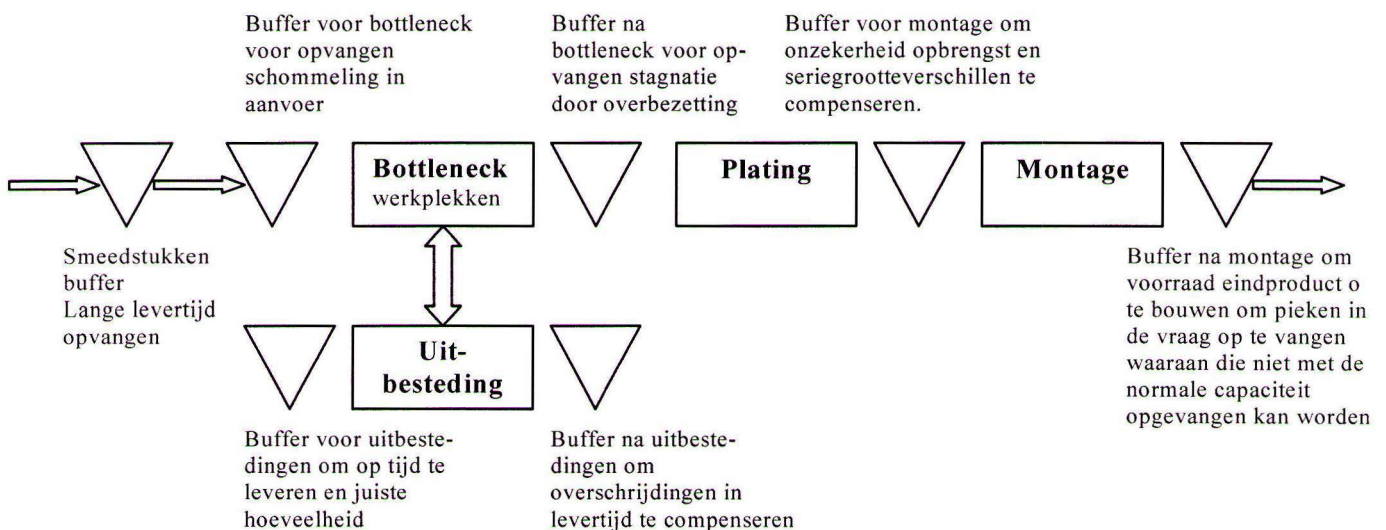 Buffer voor bottleneck
voor opvangen
schommeling in
aanvoer
Buffer na
bottleneck voor op-
vangen stagnatie
door overbezetting
Buffer voor montage om
onzekerheid opbrengst en
seriegrootteverschillen te
compenseren.
Bottleneck
werkplekken
Plating
Montage
Smeedstukken
buffer
Lange levertijd
opvangen
Uit-
besteding
Buffer na montage om
voorraad eindproduct o
te bouwen om pieken in
de vraag op te vangen
waaraan die niet met de
normale capaciteit
opgevangen kan worden
Buffer voor uitbeste-
dingen om op tijd te
leveren en juiste
hoeveelheid
Buffer na uitbeste-
dingen om
overschrijdingen in
levertijd te compenseren